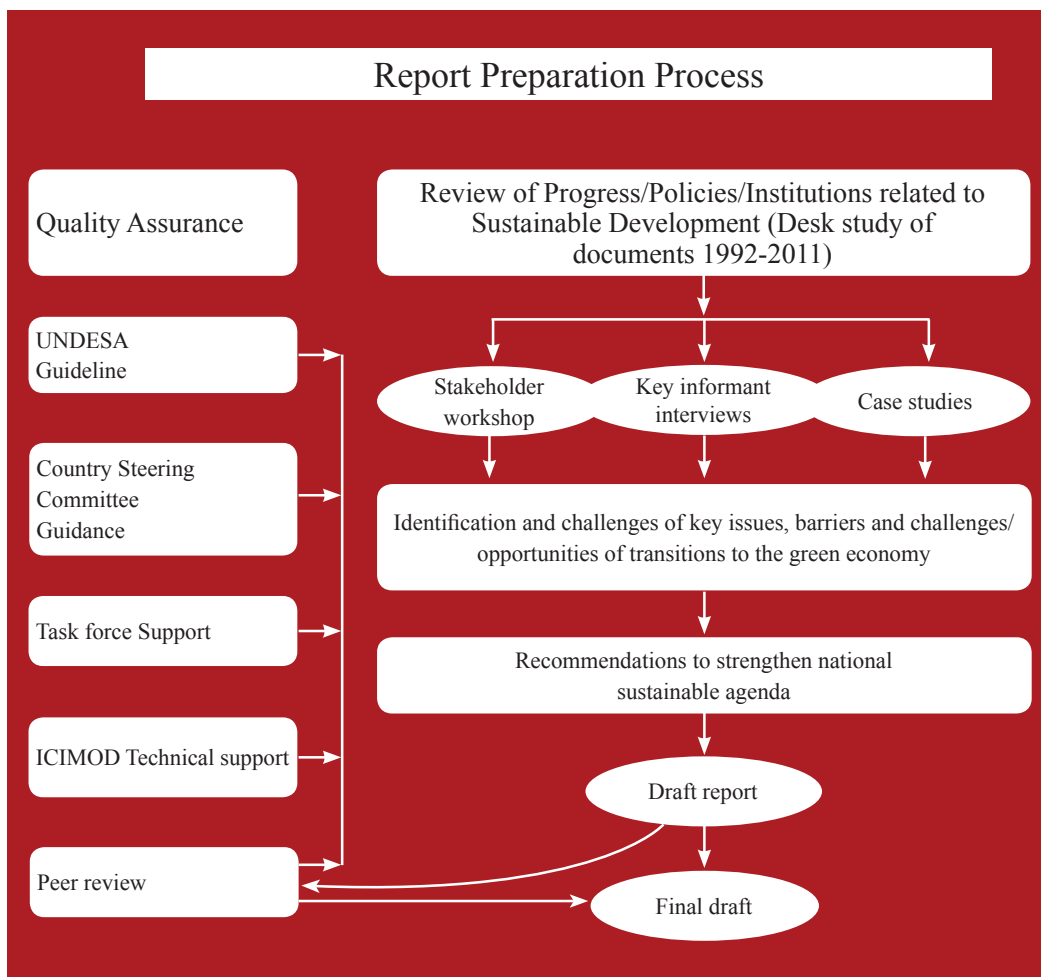 Report Preparation Process
Quality Assurance
UNDESA
Guideline
Country Steering
Committee
Guidance
Task force Support
ICIMOD Technical support
Peer review
Review of Progress/Policies/Institutions related to
Sustainable Development (Desk study of
documents 1992-2011)
Stakeholder
workshop
Key informant
interviews
Case studies
Identification and challenges of key issues, barriers and challenges/
opportunities of transitions to the green economy
Recommendations to strengthen national
sustainable agenda
Draft report
Final draft